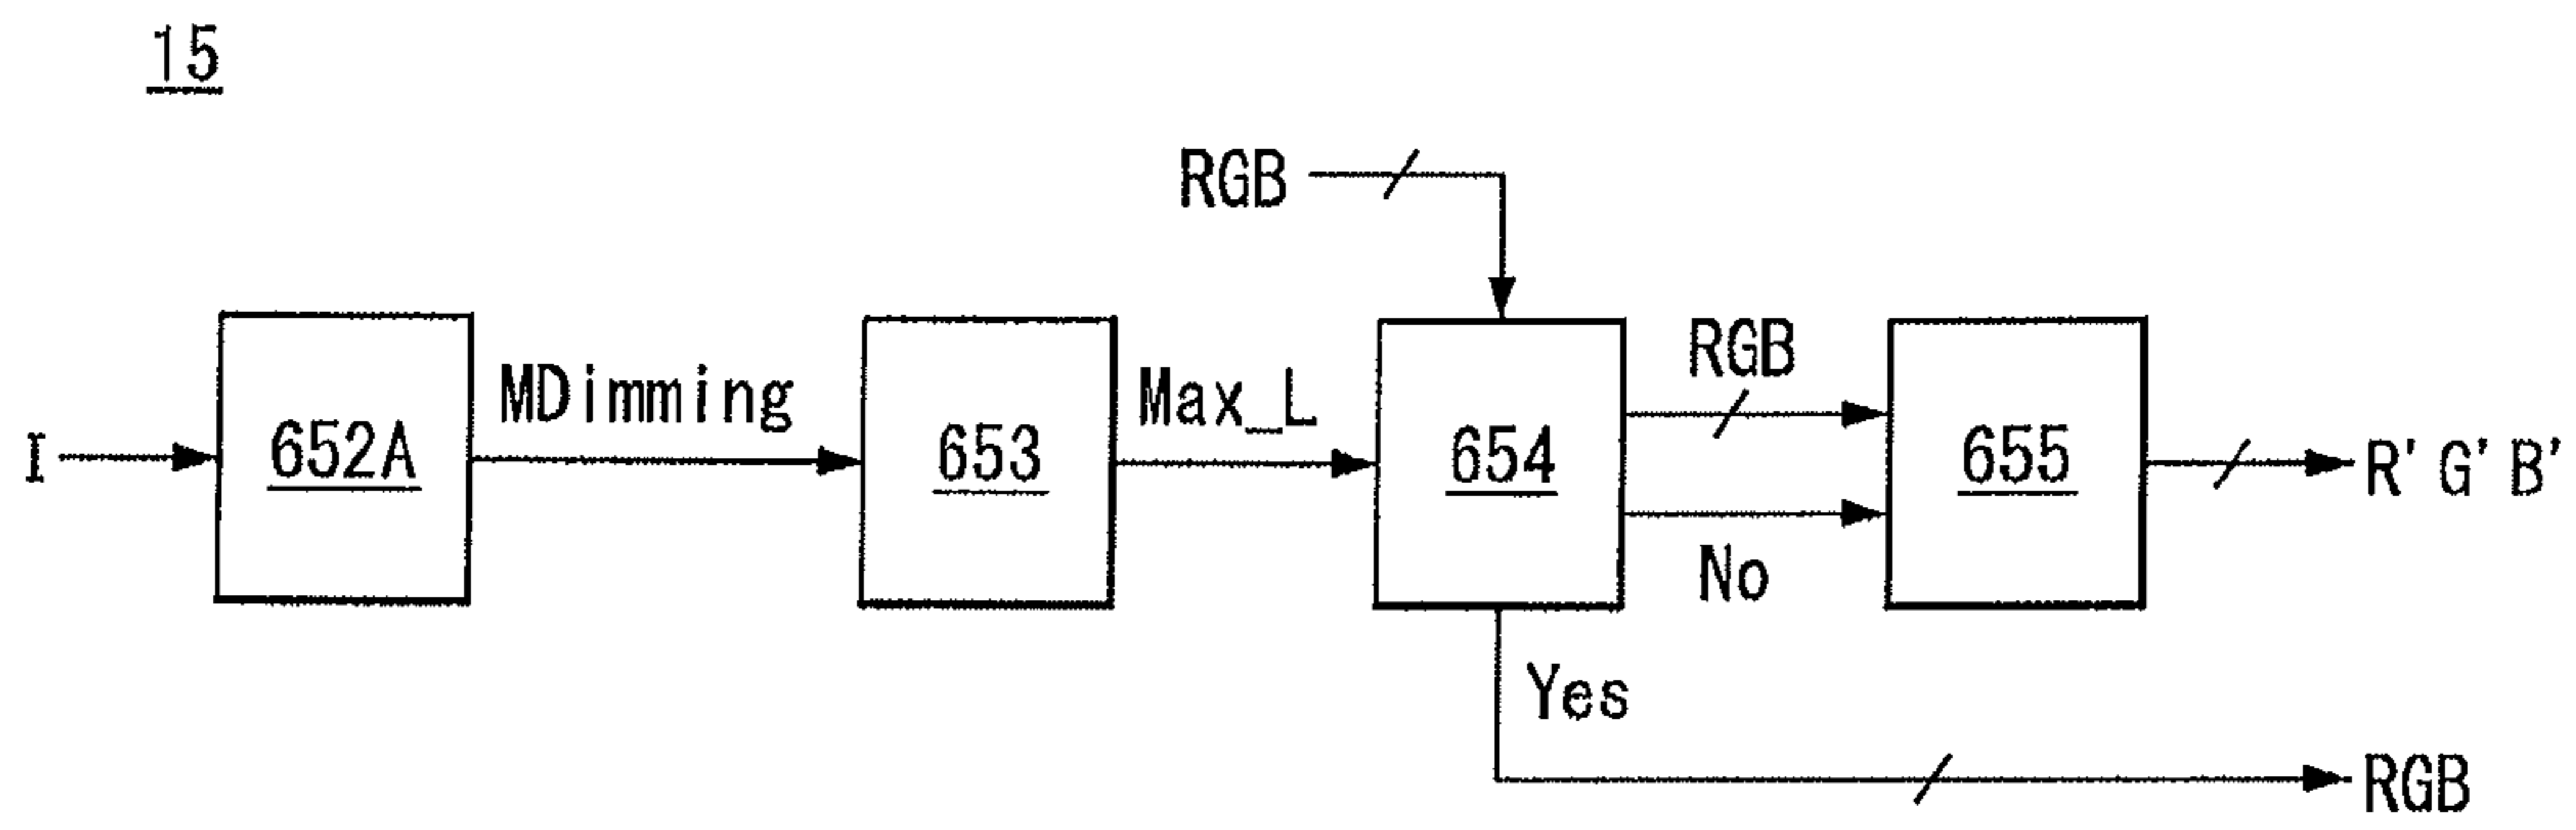 15
RGB
I
652A
MDimming
653
Max_L
654
RGB
No
655
R' G' B'
Yes
RGB